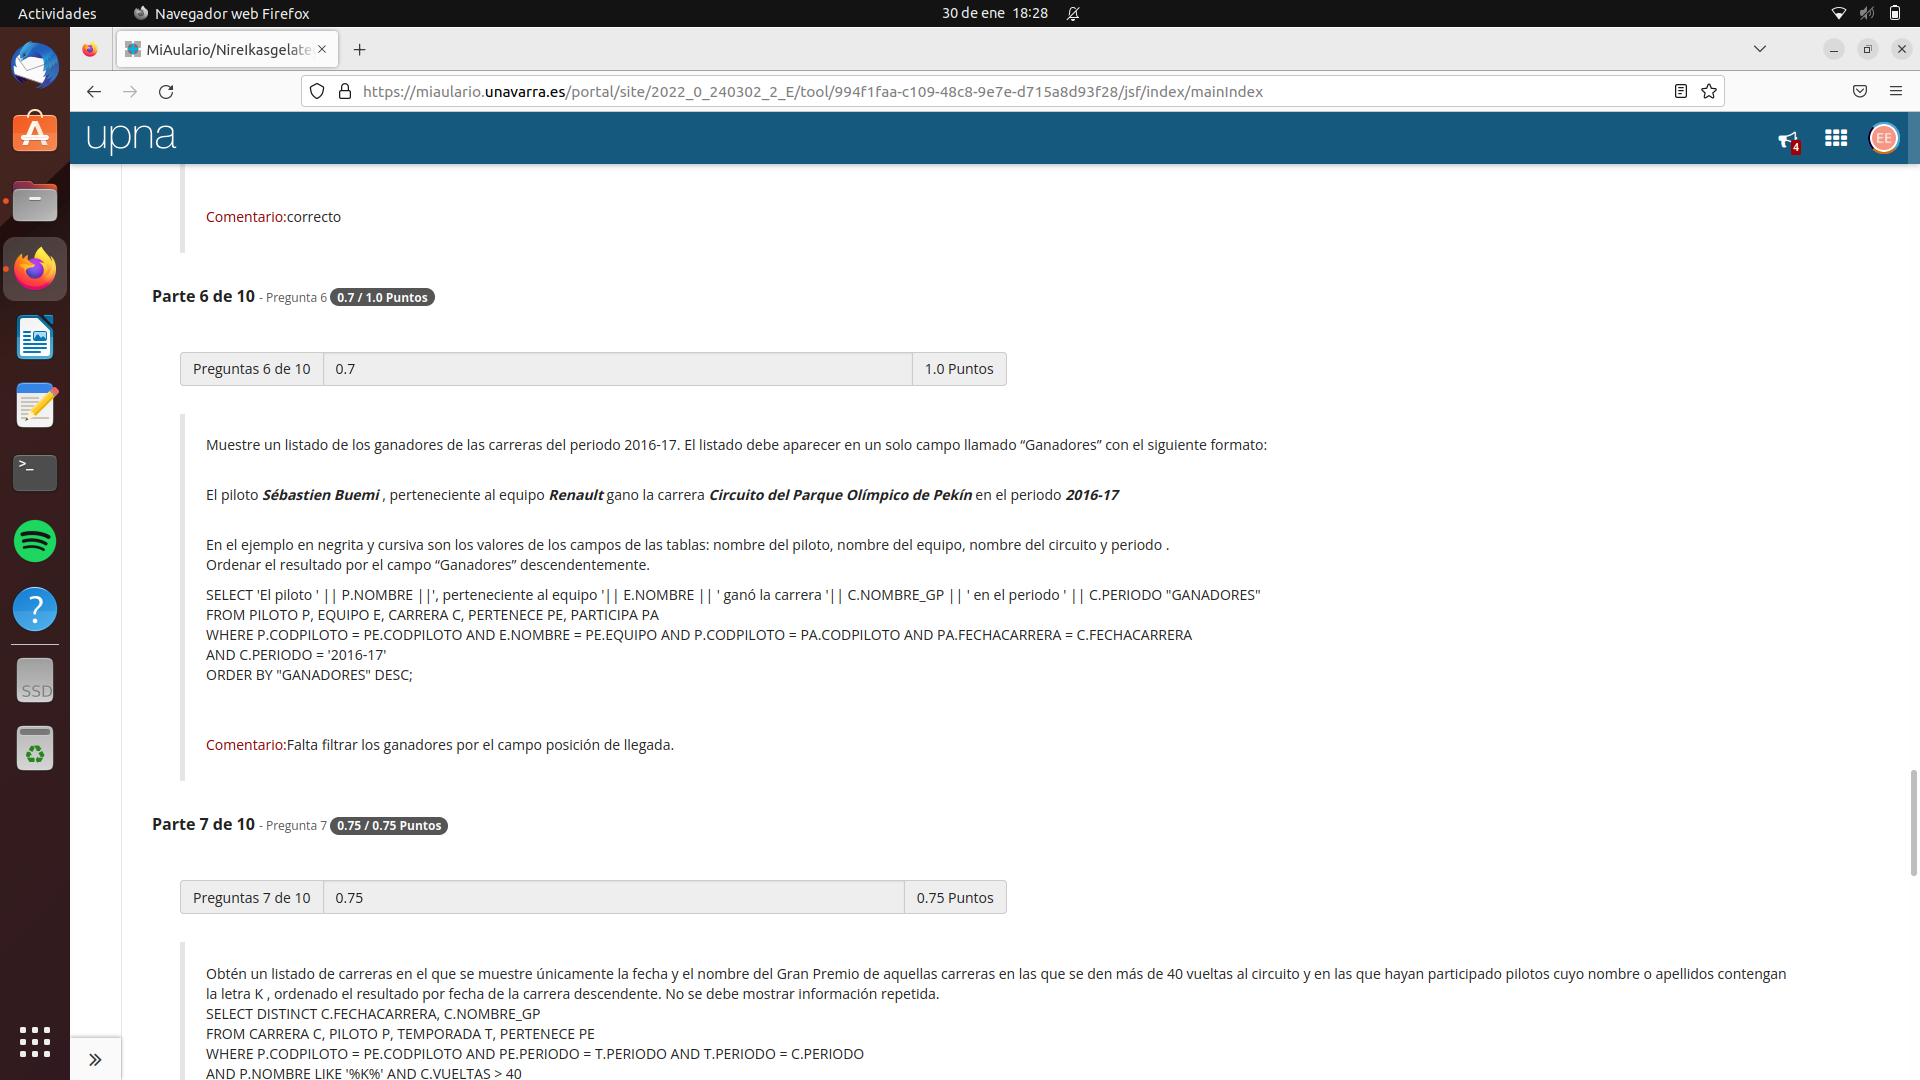 Actividades
Navegador web Firefox
30 de ene 18:28
MiAulario/NireIkasgelate
https://miaulario.unavarra.es/portal/site/2022_0_240302_2_E/tool/994f1faa-c109-48c8-9e7e-d715a8d93f28/jsf/index/mainIndex
upna
4
EE
Comentario:correcto
Parte 6 de 10 - Pregunta 6 0.7 / 1.0 Puntos
Preguntas 6 de 10 0.7 1.0 Puntos
Muestre un listado de los ganadores de las carreras del periodo 2016-17. El listado debe aparecer en un solo campo llamado “Ganadores” con el siguiente formato:
El piloto Sébastien Buemi , perteneciente al equipo Renault gano la carrera Circuito del Parque Olímpico de Pekín en el periodo 2016-17
En el ejemplo en negrita y cursiva son los valores de los campos de las tablas: nombre del piloto, nombre del equipo, nombre del circuito y periodo .
Ordenar el resultado por el campo “Ganadores” descendentemente.
SELECT 'El piloto ' || P.NOMBRE ||', perteneciente al equipo '|| E.NOMBRE || ' ganó la carrera '|| C.NOMBRE_GP || ' en el periodo ' || C.PERIODO "GANADORES"
FROM PILOTO P, EQUIPO E, CARRERA C, PERTENECE PE, PARTICIPA PA
WHERE P.CODPILOTO = PE.CODPILOTO AND E.NOMBRE = PE.EQUIPO AND P.CODPILOTO = PA.CODPILOTO AND PA.FECHACARRERA = C.FECHACARRERA
AND C.PERIODO = '2016-17'
ORDER BY "GANADORES" DESC;
Comentario:Falta filtrar los ganadores por el campo posición de llegada.
Parte 7 de 10 - Pregunta 7 0.75 / 0.75 Puntos
Preguntas 7 de 10 0.75 0.75 Puntos
Obtén un listado de carreras en el que se muestre únicamente la fecha y el nombre del Gran Premio de aquellas carreras en las que se den más de 40 vueltas al circuito y en las que hayan participado pilotos cuyo nombre o apellidos contengan
la letra K , ordenado el resultado por fecha de la carrera descendente. No se debe mostrar información repetida.
SELECT DISTINCT C.FECHACARRERA, C.NOMBRE_GP
FROM CARRERA C, PILOTO P, TEMPORADA T, PERTENECE PE
WHERE P.CODPILOTO = PE.CODPILOTO AND PE.PERIODO = T.PERIODO AND T.PERIODO = C.PERIODO
AND P.NOMBRE LIKE '%K%' AND C.VUELTAS > 40
SSD